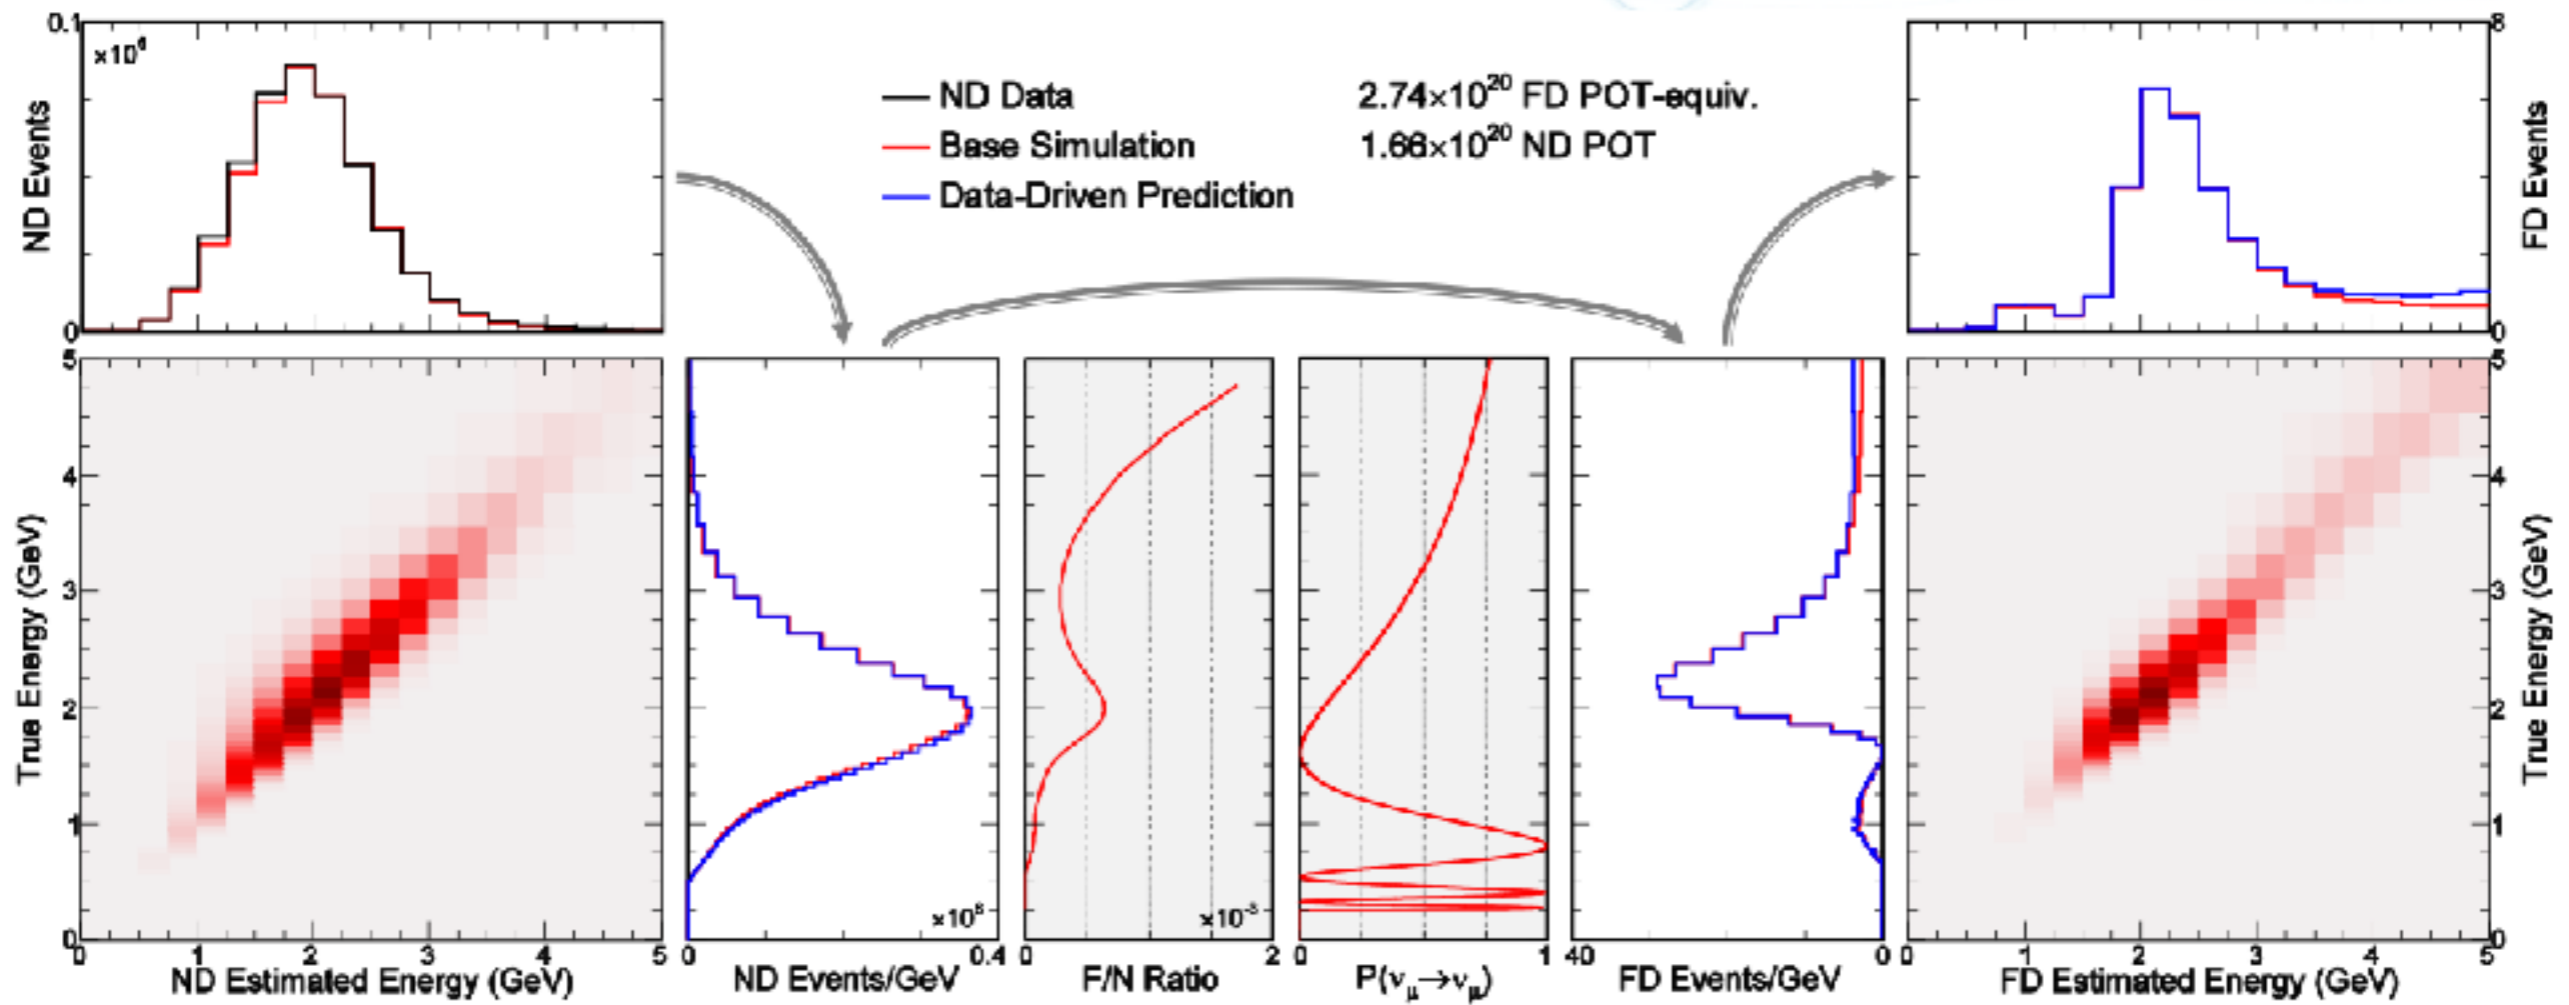 0.1
×10⁶
ND Events
0
ND Data
Base Simulation
Data-Driven Prediction
2.74×10²⁰ FD POT-equiv.
1.66×10²⁰ ND POT
8
FD Events
0
5
4
3
2
1
0
True Energy (GeV)
0 1 2 3 4 5
ND Estimated Energy (GeV)
×10⁶
0 0.4
ND Events/GeV
0 2
F/N Ratio
0 1
P(νμ→νμ)
40 0
FD Events/GeV
1 2 3 4 5
FD Estimated Energy (GeV)
5
4
3
2
1
0
True Energy (GeV)